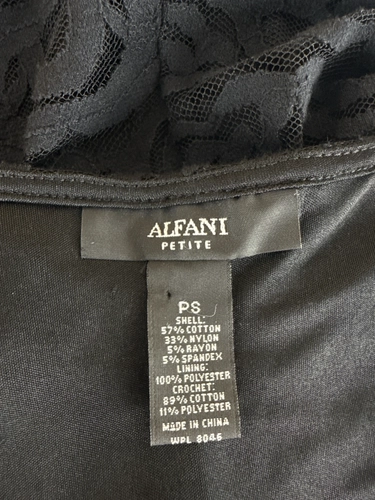 ALFANI
PETITE
PS
SHELL:
57% COTTON
33% NYLON
5% RAYON
5% SPANDEX
LINING:
100% POLYESTER
CROCHET:
89% COTTON
11% POLYESTER
MADE IN CHINA
WPL 8046